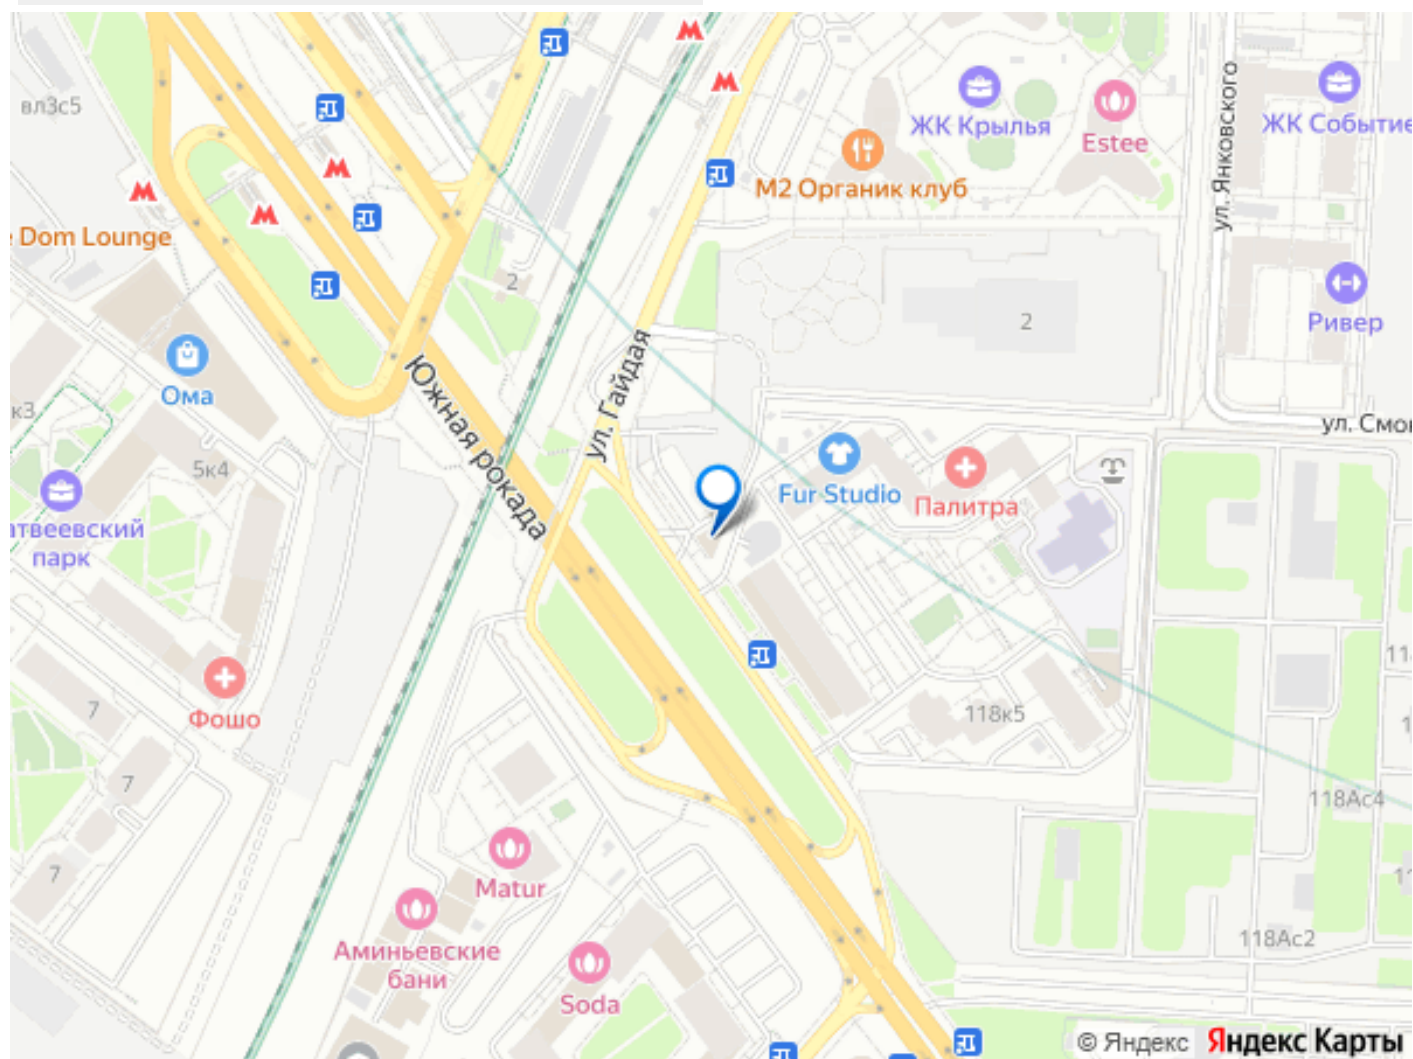 вл3с5
ЖК Крылья
Estee
ЖК Событие
ул. Янковского
М2 Органик клуб
Dom Lounge
2
2
Ривер
Ома
к3
5к4
Южная рокада
ул. Гайдая
ул. Смо
Fur Studio
Палитра
атвеевский
парк
Фошо
7
7
7
118к5
11
118Ас4
Matur
Аминьевские
бани
Soda
118Ас2
© Яндекс Яндекс Карты